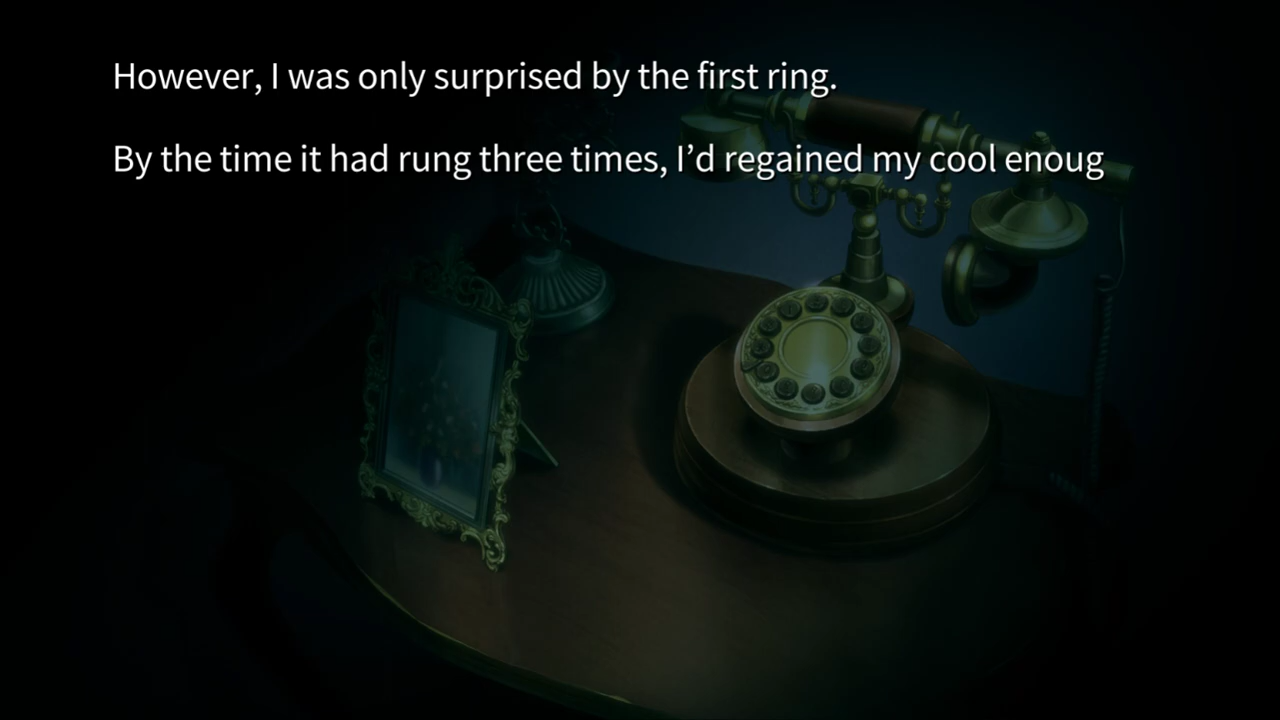 However, I was only surprised by the first ring.
By the time it had rung three times, I’d regained my cool enoug